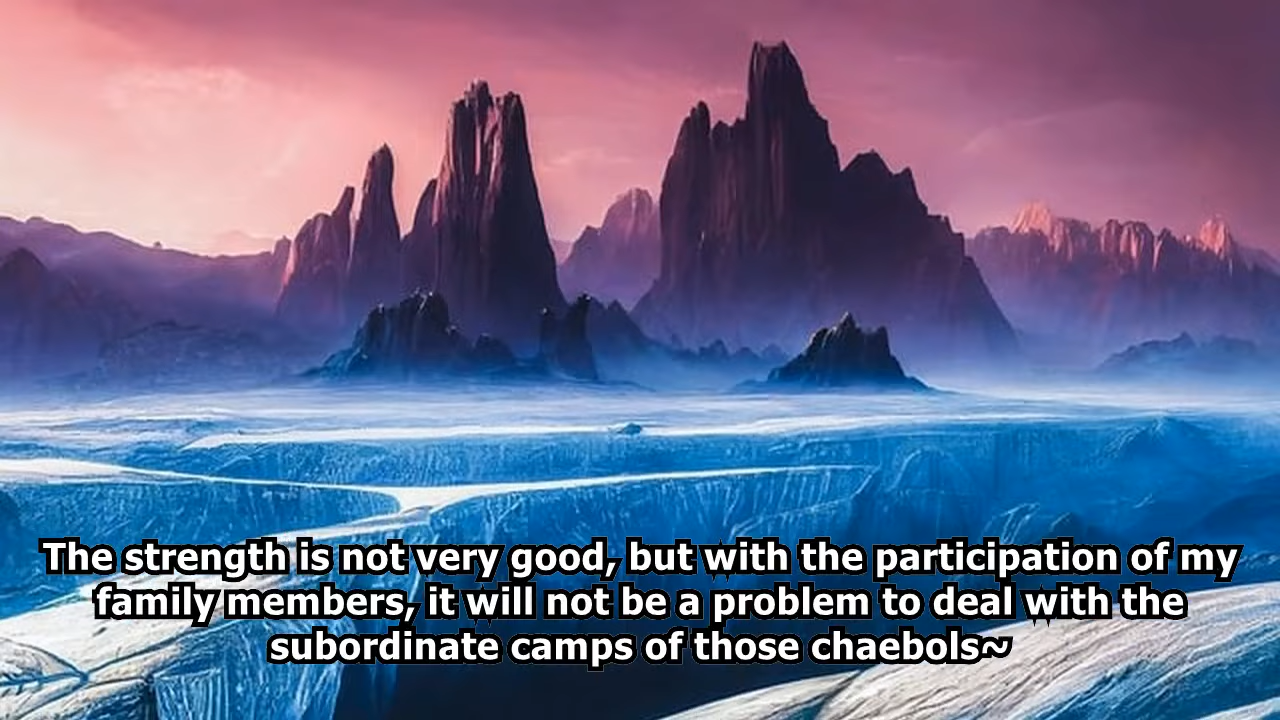 The strength is not very good, but with the participation of my
family members, it will not be a problem to deal with the
subordinate camps of those chaebols~